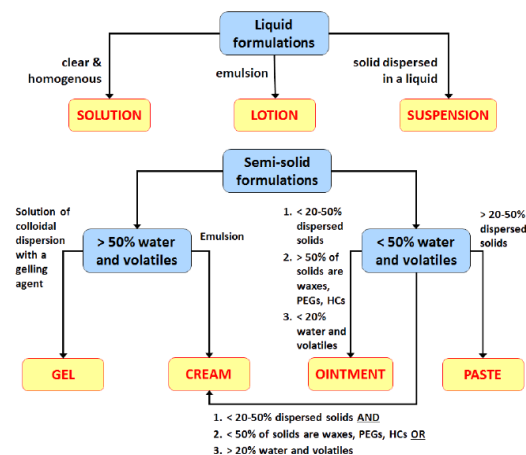 Liquid
formulations
clear &
homogenous
emulsion
solid dispersed
in a liquid
SOLUTION
LOTION
SUSPENSION
Semi-solid
formulations
Solution of
colloidal
dispersion
with a
gelling
agent
> 50% water
and volatiles
Emulsion
1. < 20-50%
dispersed
solids
2. > 50% of
solids are
waxes,
PEGs, HCs
3. < 20%
water and
volatiles
< 50% water
and volatiles
> 20-50%
dispersed
solids
GEL
CREAM
OINTMENT
PASTE
1. < 20-50% dispersed solids AND
2. < 50% of solids are waxes, PEGs, HCs OR
3. > 20% water and volatiles